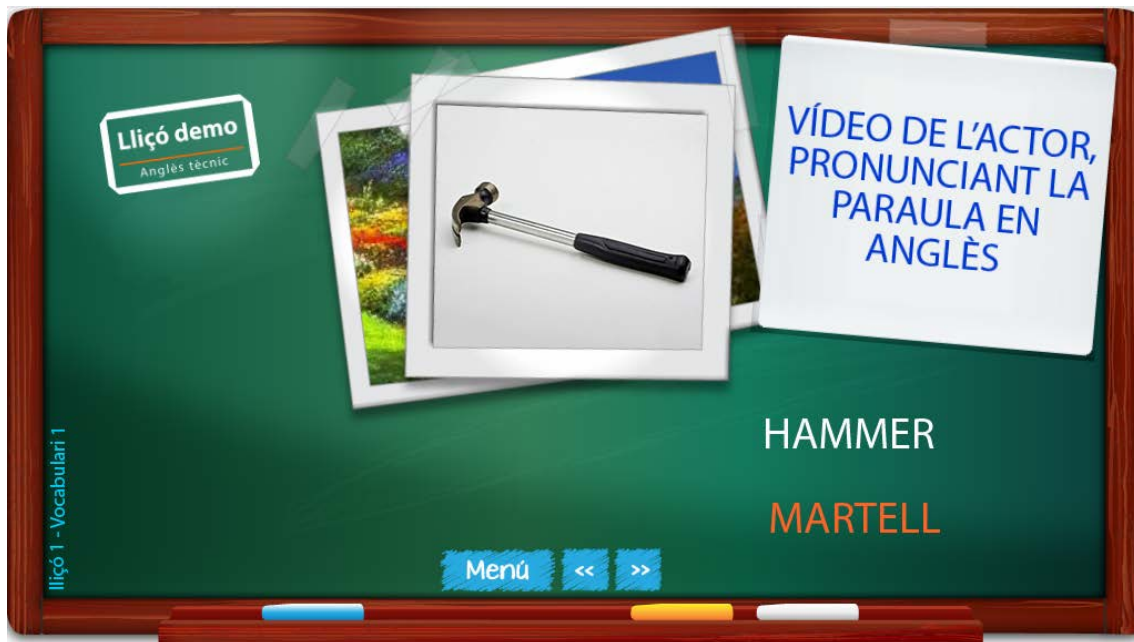 Lliçó demo
Anglès tècnic
VÍDEO DE L'ACTOR,
PRONUNCIANT LA
PARAULA EN
ANGLÈS
HAMMER
MARTELL
lliçó 1 - Vocabulari 1
Menú << >>